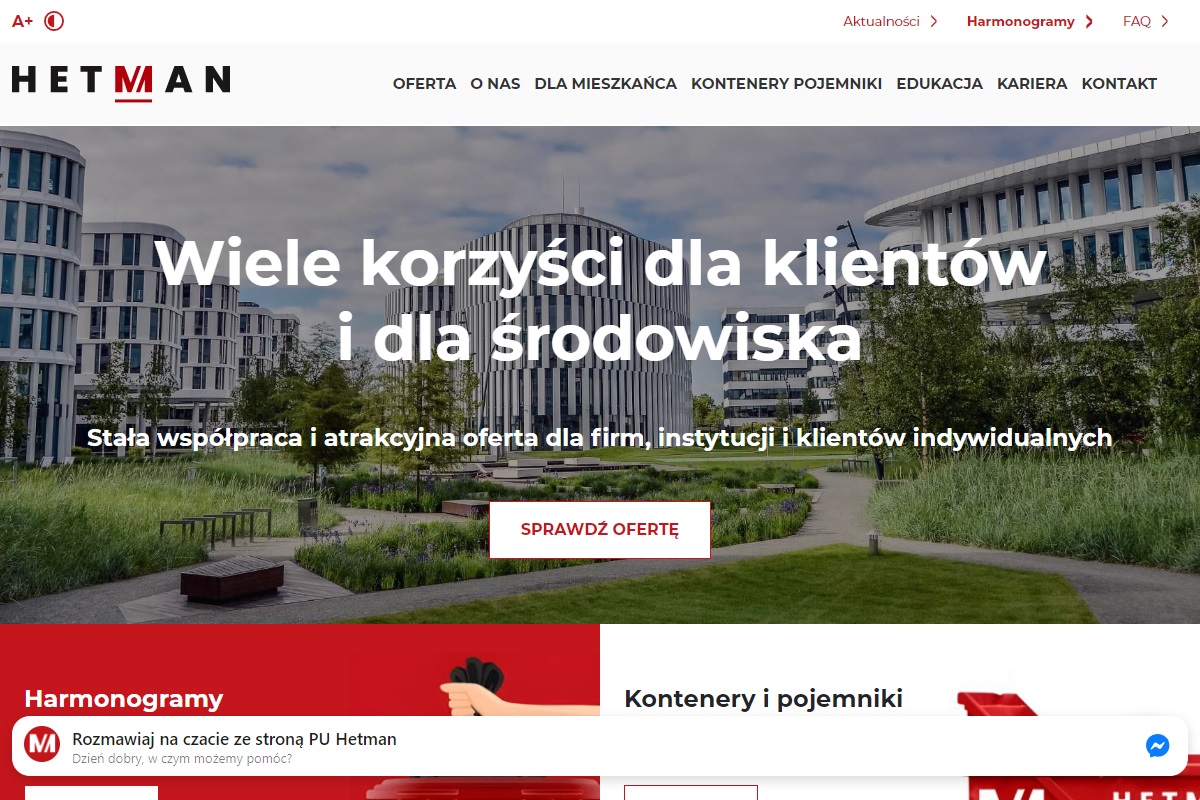 A+
Aktualności
Harmonogramy
FAQ
HETMAN
OFERTA O NAS DLA MIESZKAŃCA KONTENERY POJEMNIKI EDUKACJA KARIERA KONTAKT
Wiele korzyści dla klientów
i dla środowiska
Stała współpraca i atrakcyjna oferta dla firm, instytucji i klientów indywidualnych
SPRAWDŹ OFERTĘ
Harmonogramy
Kontenery i pojemniki
Rozmawiaj na czacie ze stroną PU Hetman
Dzień dobry, w czym możemy pomóc?